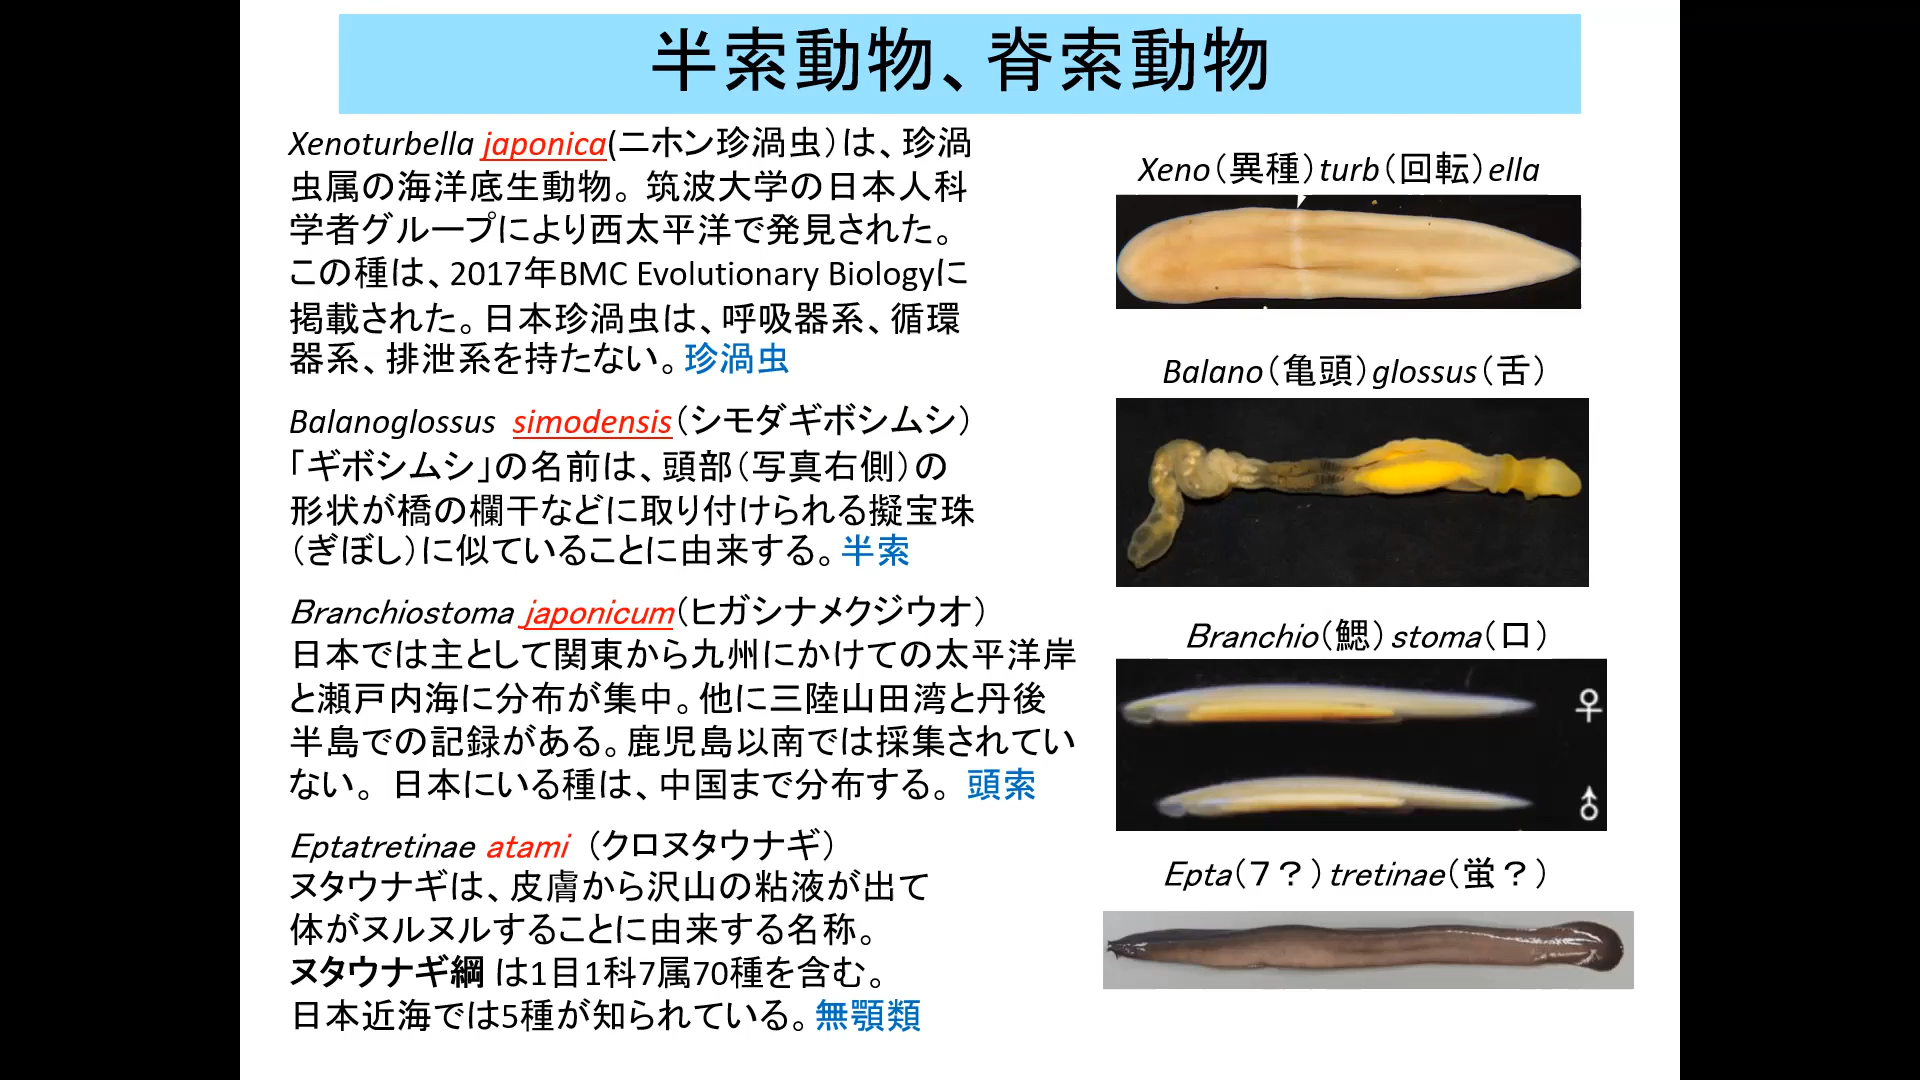 半索動物、脊索動物
Xenoturbella japonica(ニホン珍渦虫）は、珍渦
虫属の海洋底生動物。筑波大学の日本人科
学者グループにより西太平洋で発見された。
この種は、2017年BMC Evolutionary Biologyに
掲載された。日本珍渦虫は、呼吸器系、循環
器系、排泄系を持たない。珍渦虫
Balanoglossus simodensis（シモダギボシムシ）
「ギボシムシ」の名前は、頭部（写真右側）の
形状が橋の欄干などに取り付けられる擬宝珠
（ぎぼし）に似ていることに由来する。半索
Branchiostoma japonicum（ヒガシナメクジウオ）
日本では主として関東から九州にかけての太平洋岸
と瀬戸内海に分布が集中。他に三陸山田湾と丹後
半島での記録がある。鹿児島以南では採集されてい
ない。日本にいる種は、中国まで分布する。頭索
Eptatretinae atami （クロヌタウナギ）
ヌタウナギは、皮膚から沢山の粘液が出て
体がヌルヌルすることに由来する名称。
ヌタウナギ綱 は1目1科7属70種を含む。
日本近海では5種が知られている。無顎類
Xeno（異種）turb（回転）ella
Balano（亀頭）glossus（舌）
Branchio（鰓）stoma（口）
♀
♂
Epta（７？）tretinae（蛍？）